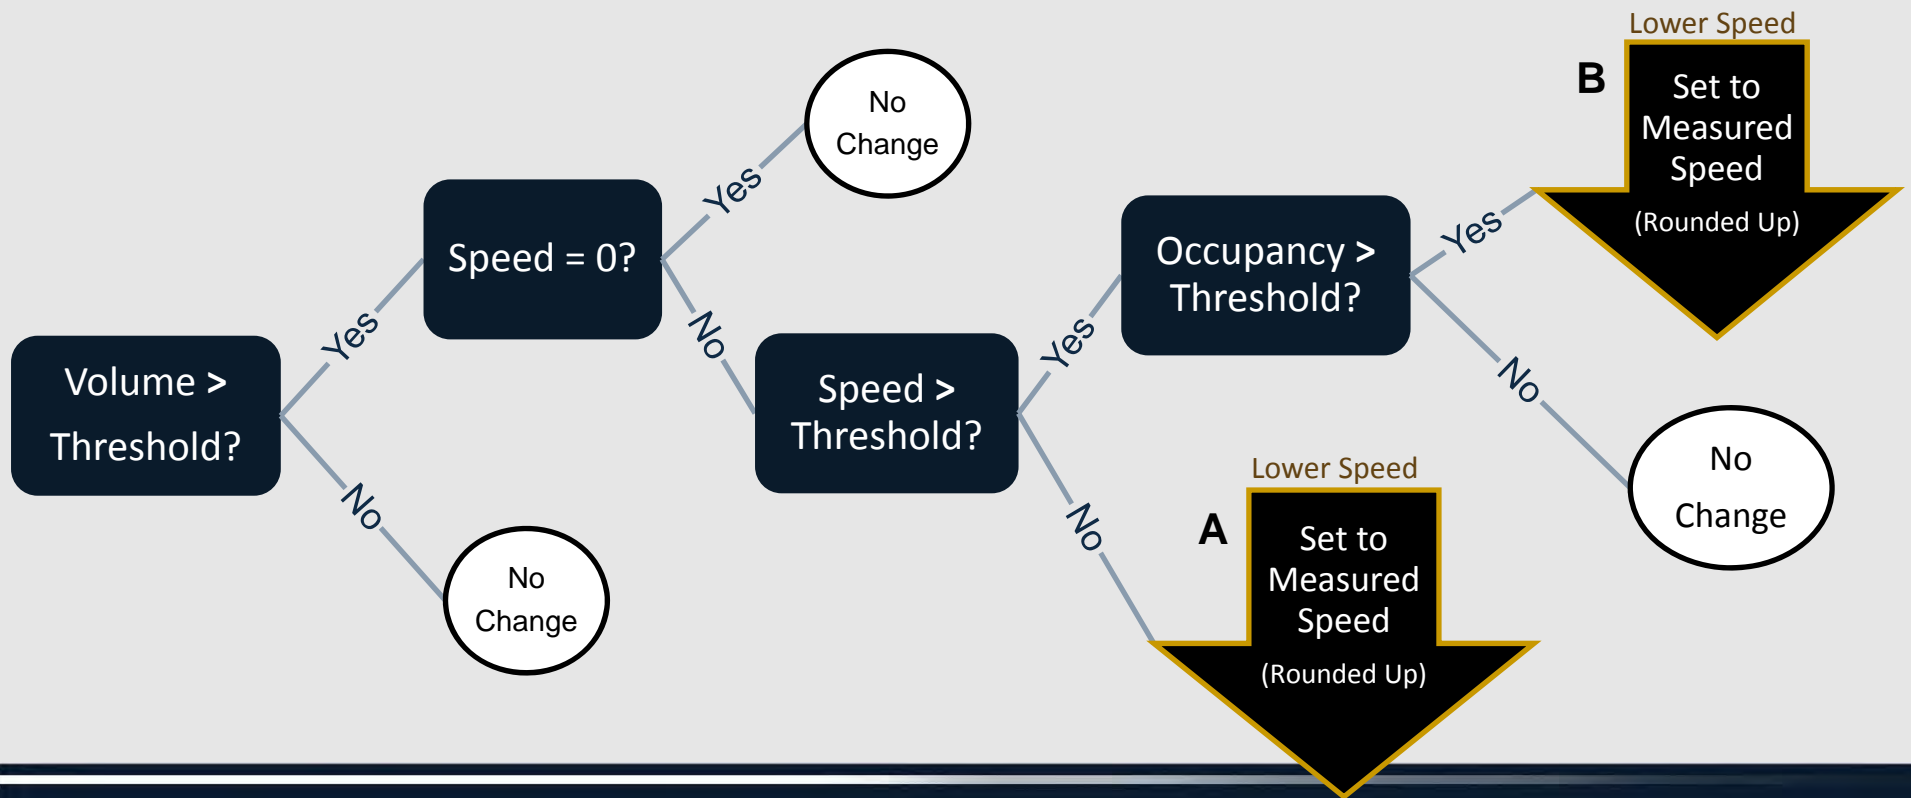 Volume >
Threshold?
Yes
No
Speed = 0?
No
Change
Yes
No
No
Change
Speed >
Threshold?
Yes
No
Occupancy >
Threshold?
Yes
No
Lower Speed
A
Set to
Measured
Speed
(Rounded Up)
Lower Speed
B
Set to
Measured
Speed
(Rounded Up)
No
Change